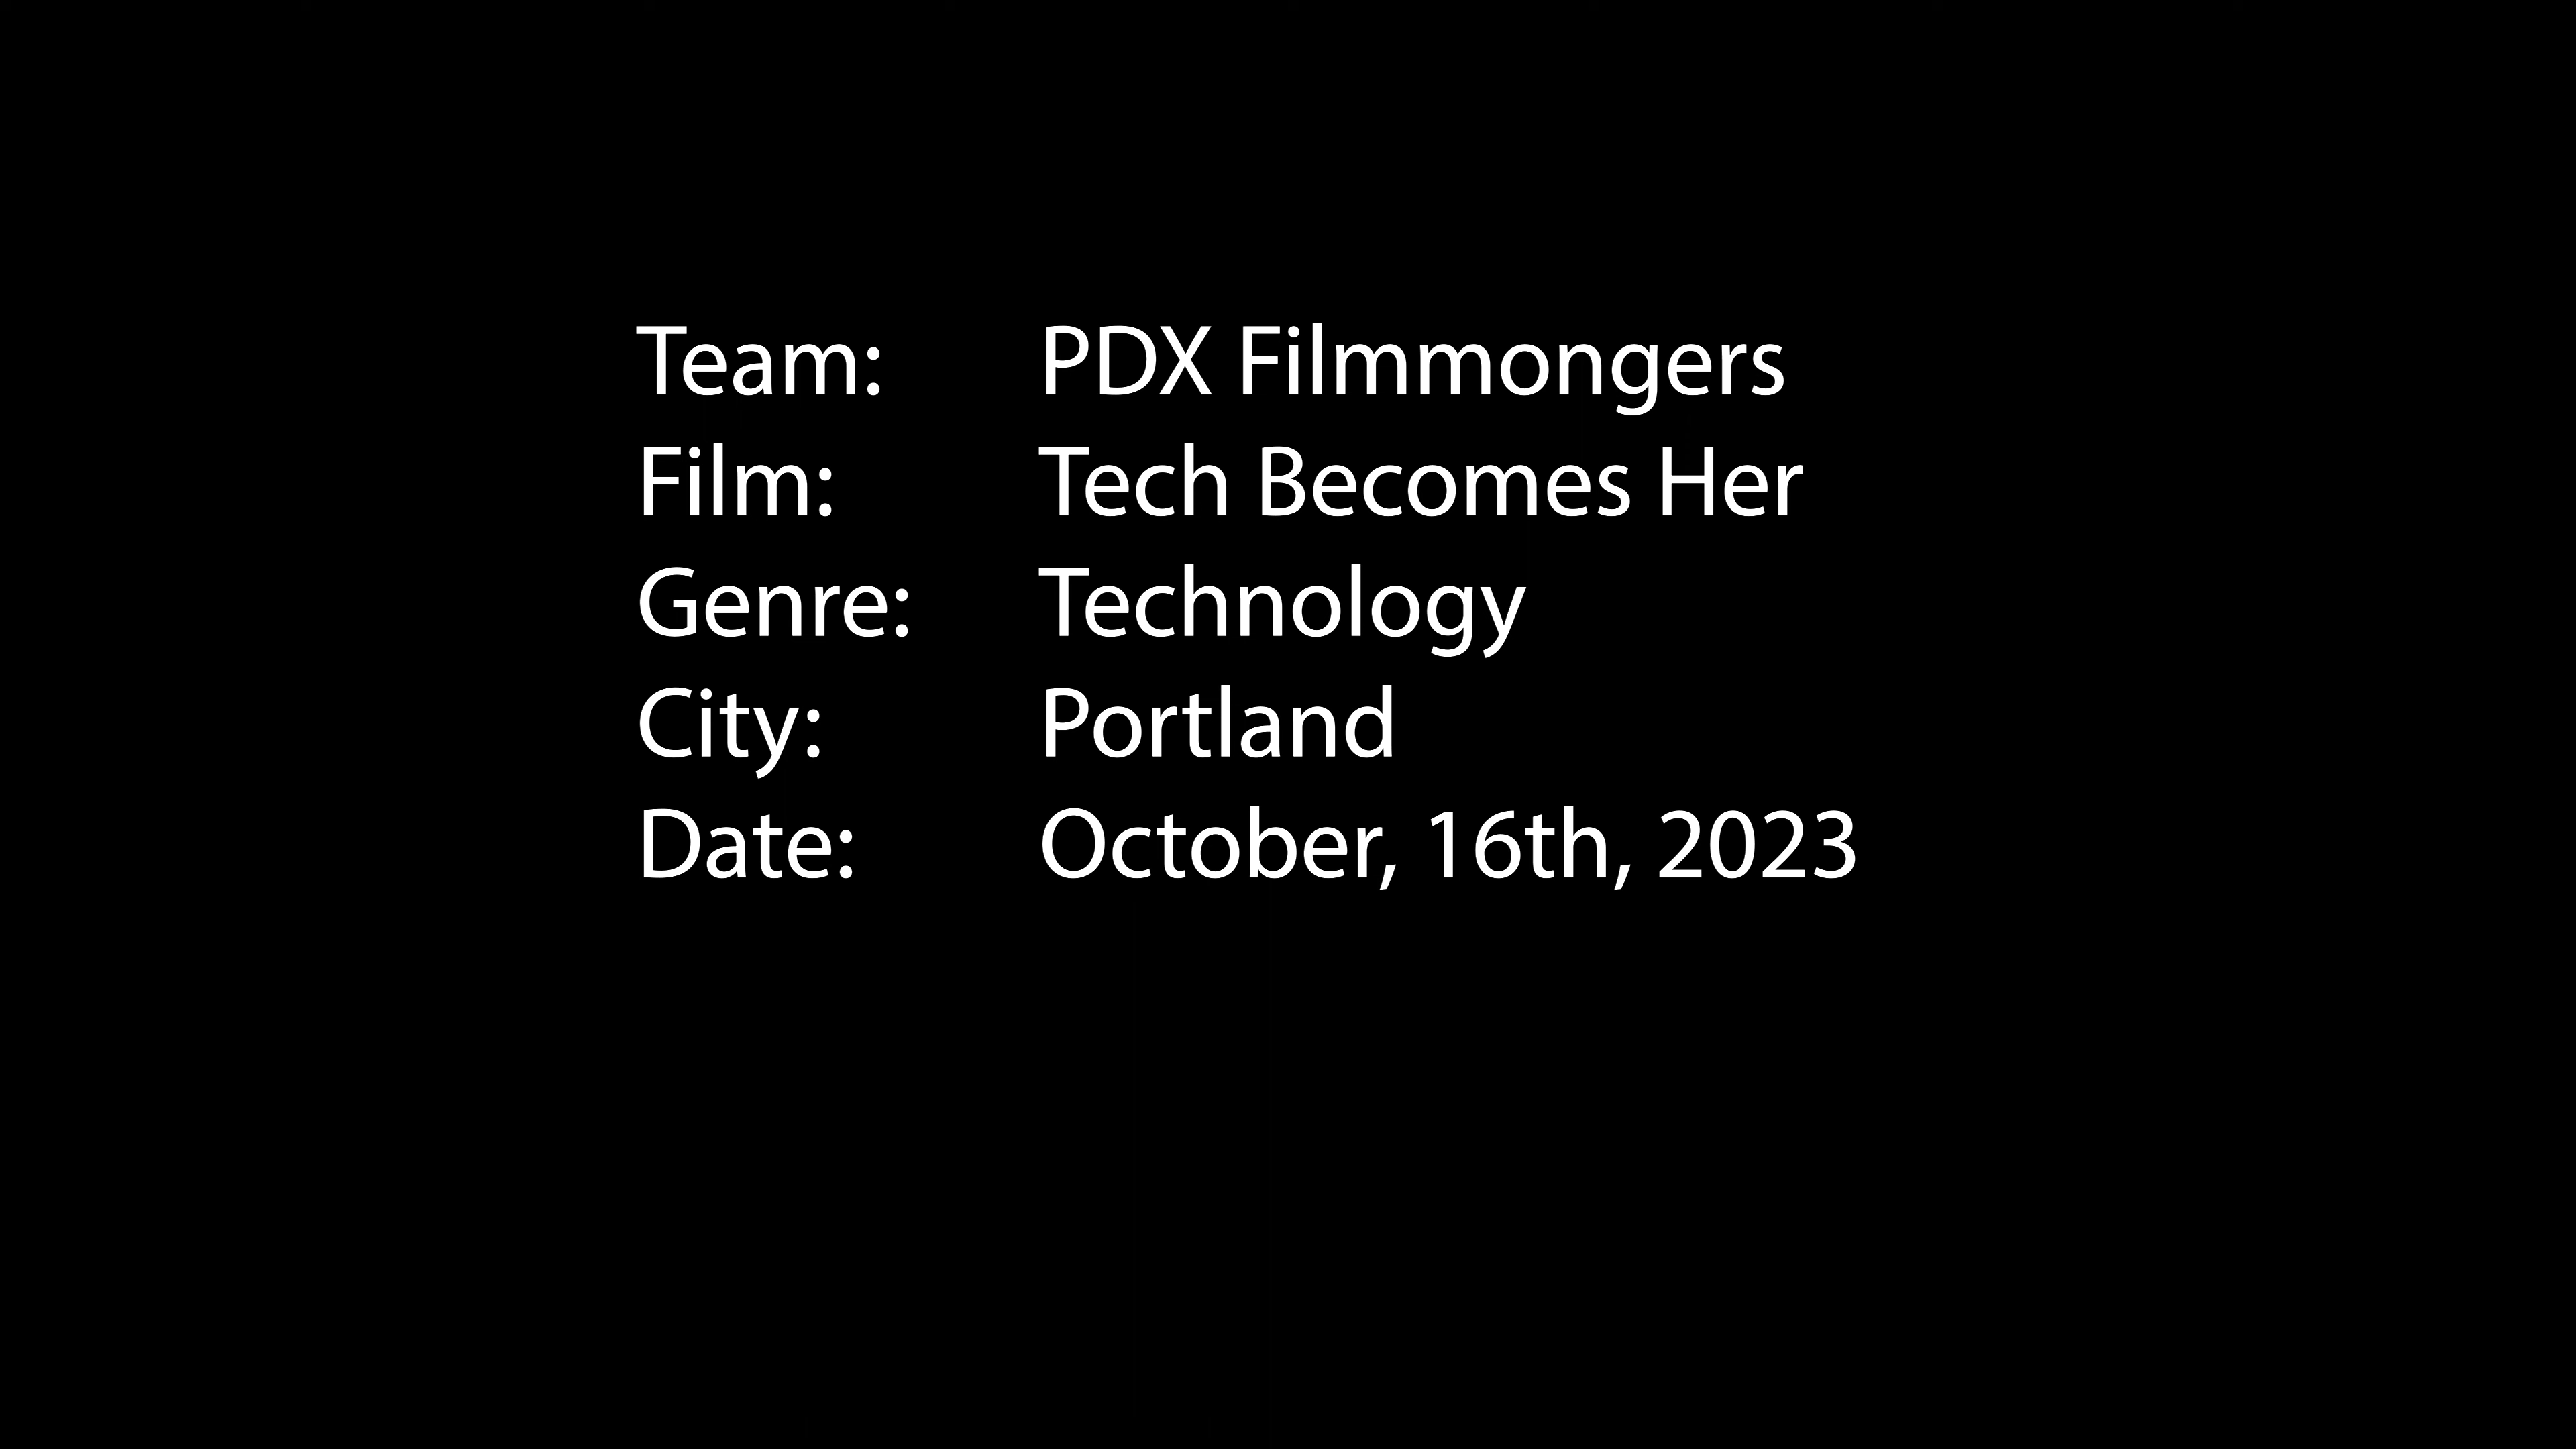 Team: PDX Filmmongers
Film: Tech Becomes Her
Genre: Technology
City: Portland
Date: October, 16th, 2023